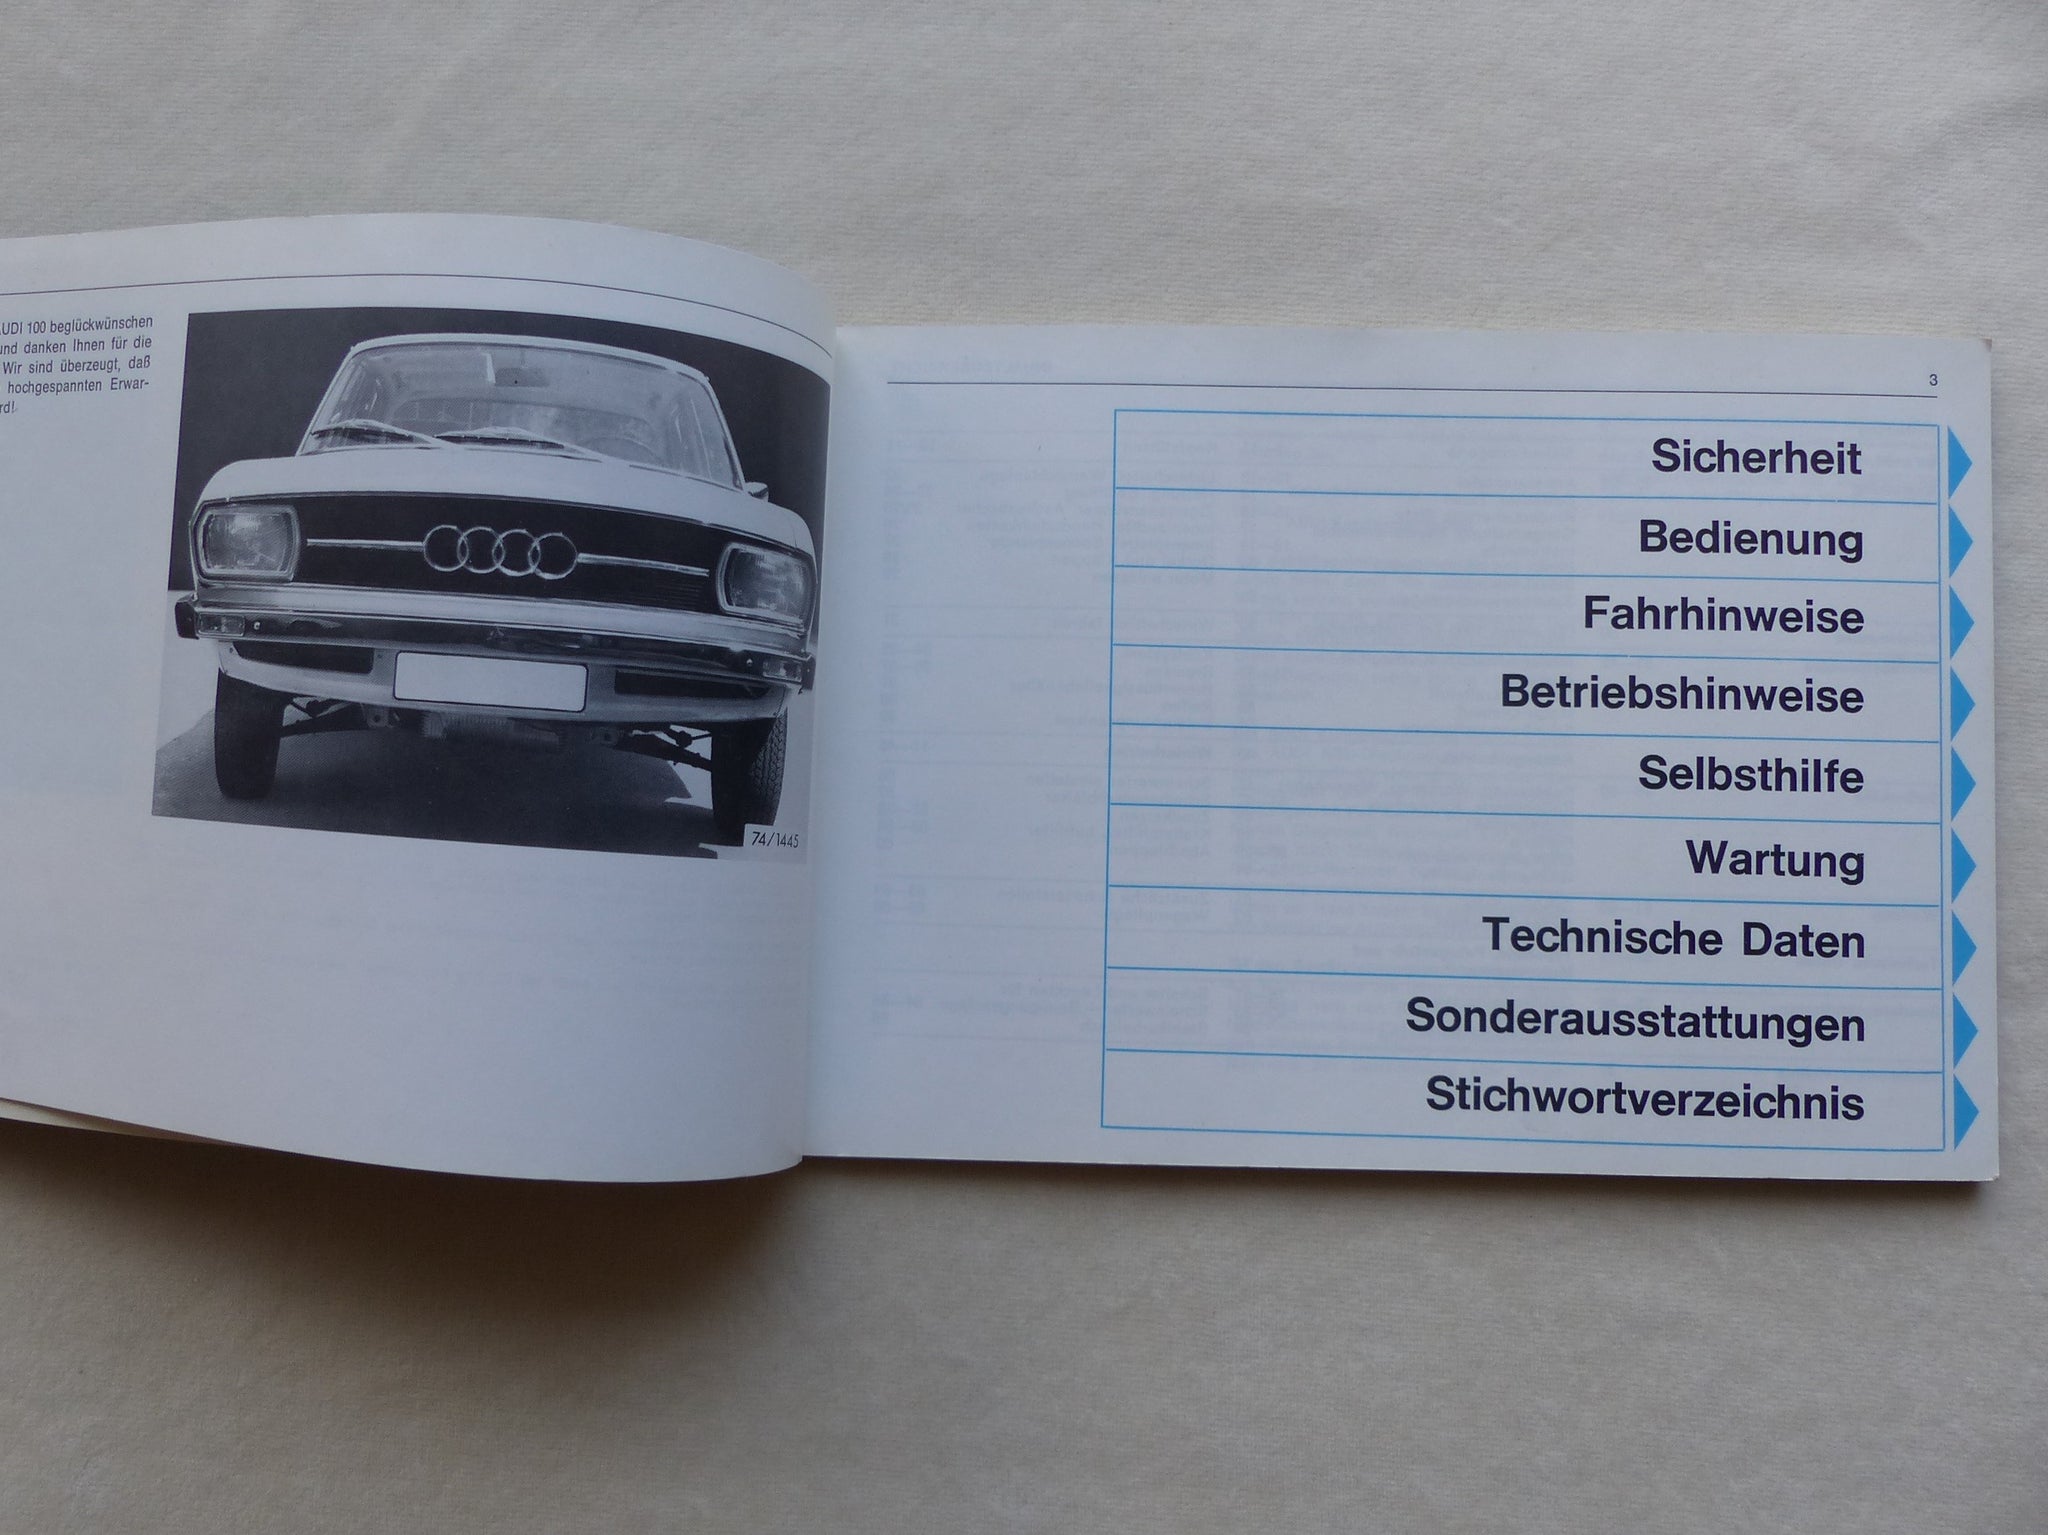 AUDI 100 beglückwünschen
und danken Ihnen für die
Wir sind überzeugt, daß
hochgespannten Erwar-
74/1445
3
Sicherheit
Bedienung
Fahrhinweise
Betriebshinweise
Selbsthilfe
Wartung
Technische Daten
Sonderausstattungen
Stichwortverzeichnis